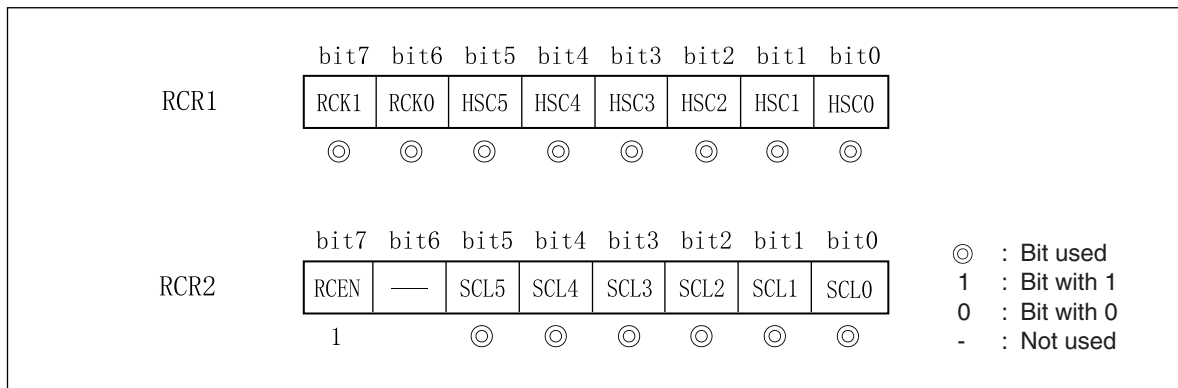 bit7 bit6 bit5 bit4 bit3 bit2 bit1 bit0
RCR1 RCK1 RCK0 HSC5 HSC4 HSC3 HSC2 HSC1 HSC0
◎ ◎ ◎ ◎ ◎ ◎ ◎ ◎
bit7 bit6 bit5 bit4 bit3 bit2 bit1 bit0
RCR2 RCEN — SCL5 SCL4 SCL3 SCL2 SCL1 SCL0
1 ◎ ◎ ◎ ◎ ◎ ◎
◎ : Bit used
1 : Bit with 1
0 : Bit with 0
- : Not used